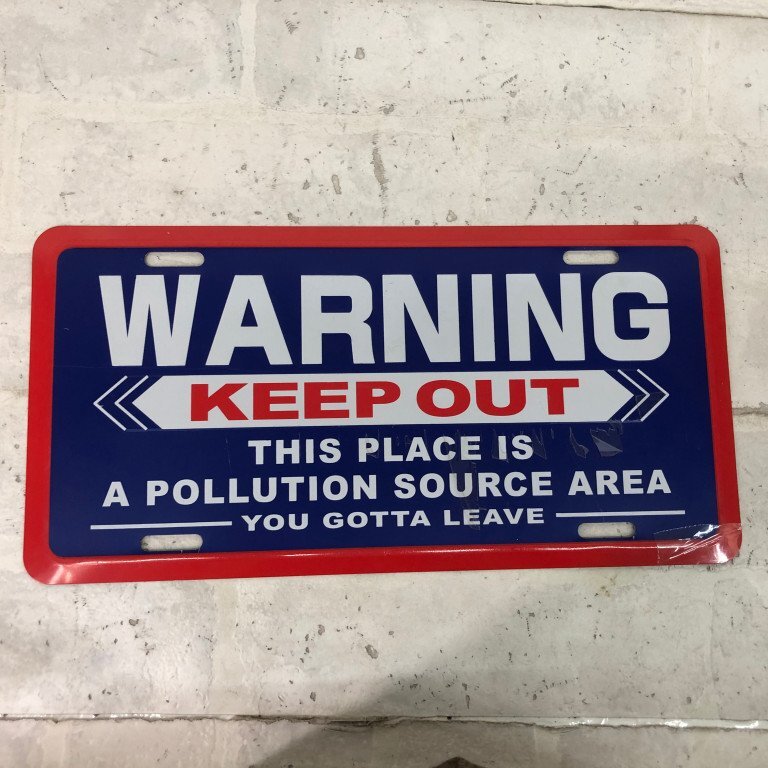 WARNING
KEEP OUT
THIS PLACE IS
A POLLUTION SOURCE AREA
YOU GOTTA LEAVE